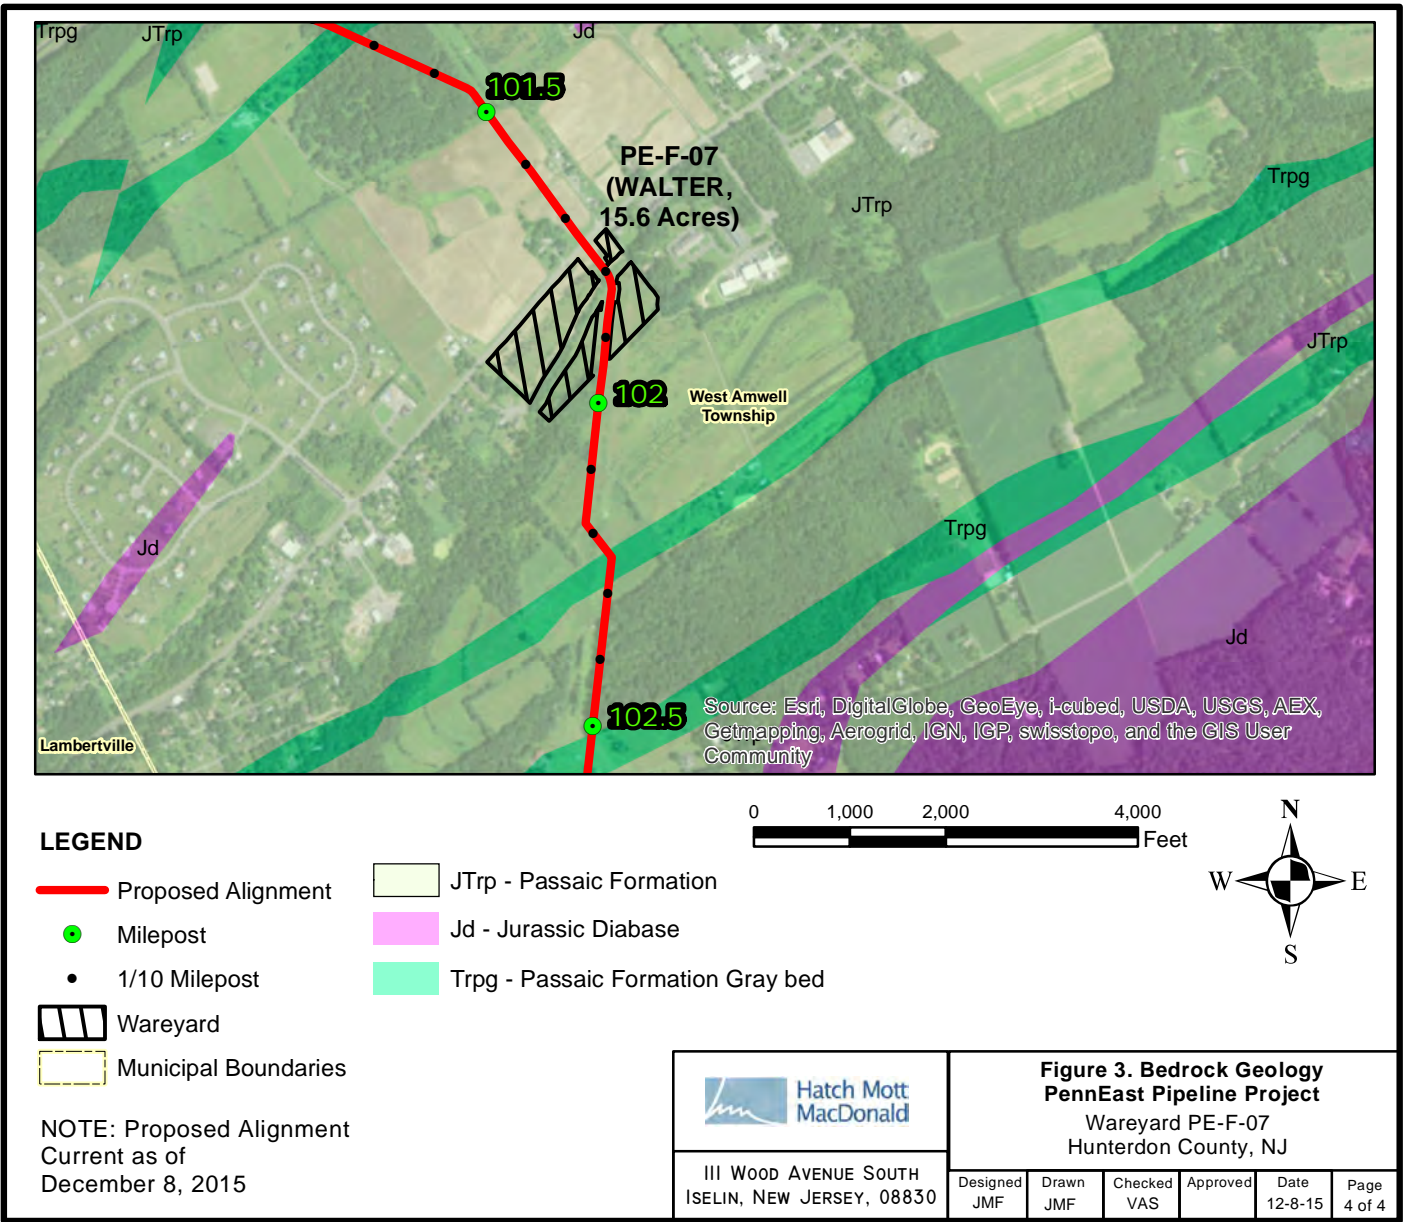 Trpg
JTrp
Jd
101.5
PE-F-07
(WALTER,
15.6 Acres)
JTrp
Trpg
JTrp
102
West Amwell
Township
Trpg
Jd
Jd
102.5
Lambertville
Source: Esri, DigitalGlobe, GeoEye, i-cubed, USDA, USGS, AEX,
Getmapping, Aerogrid, IGN, IGP, swisstopo, and the GIS User
Community
0 1,000 2,000 4,000
Feet
N
W E
S
LEGEND
Proposed Alignment
Milepost
1/10 Milepost
Wareyard
Municipal Boundaries
JTrp - Passaic Formation
Jd - Jurassic Diabase
Trpg - Passaic Formation Gray bed
NOTE: Proposed Alignment
Current as of
December 8, 2015
Hatch Mott
MacDonald
111 WOOD AVENUE SOUTH
ISELIN, NEW JERSEY, 08830
Figure 3. Bedrock Geology
PennEast Pipeline Project
Wareyard PE-F-07
Hunterdon County, NJ
Designed Drawn Checked Approved Date Page
JMF JMF VAS 12-8-15 4 of 4